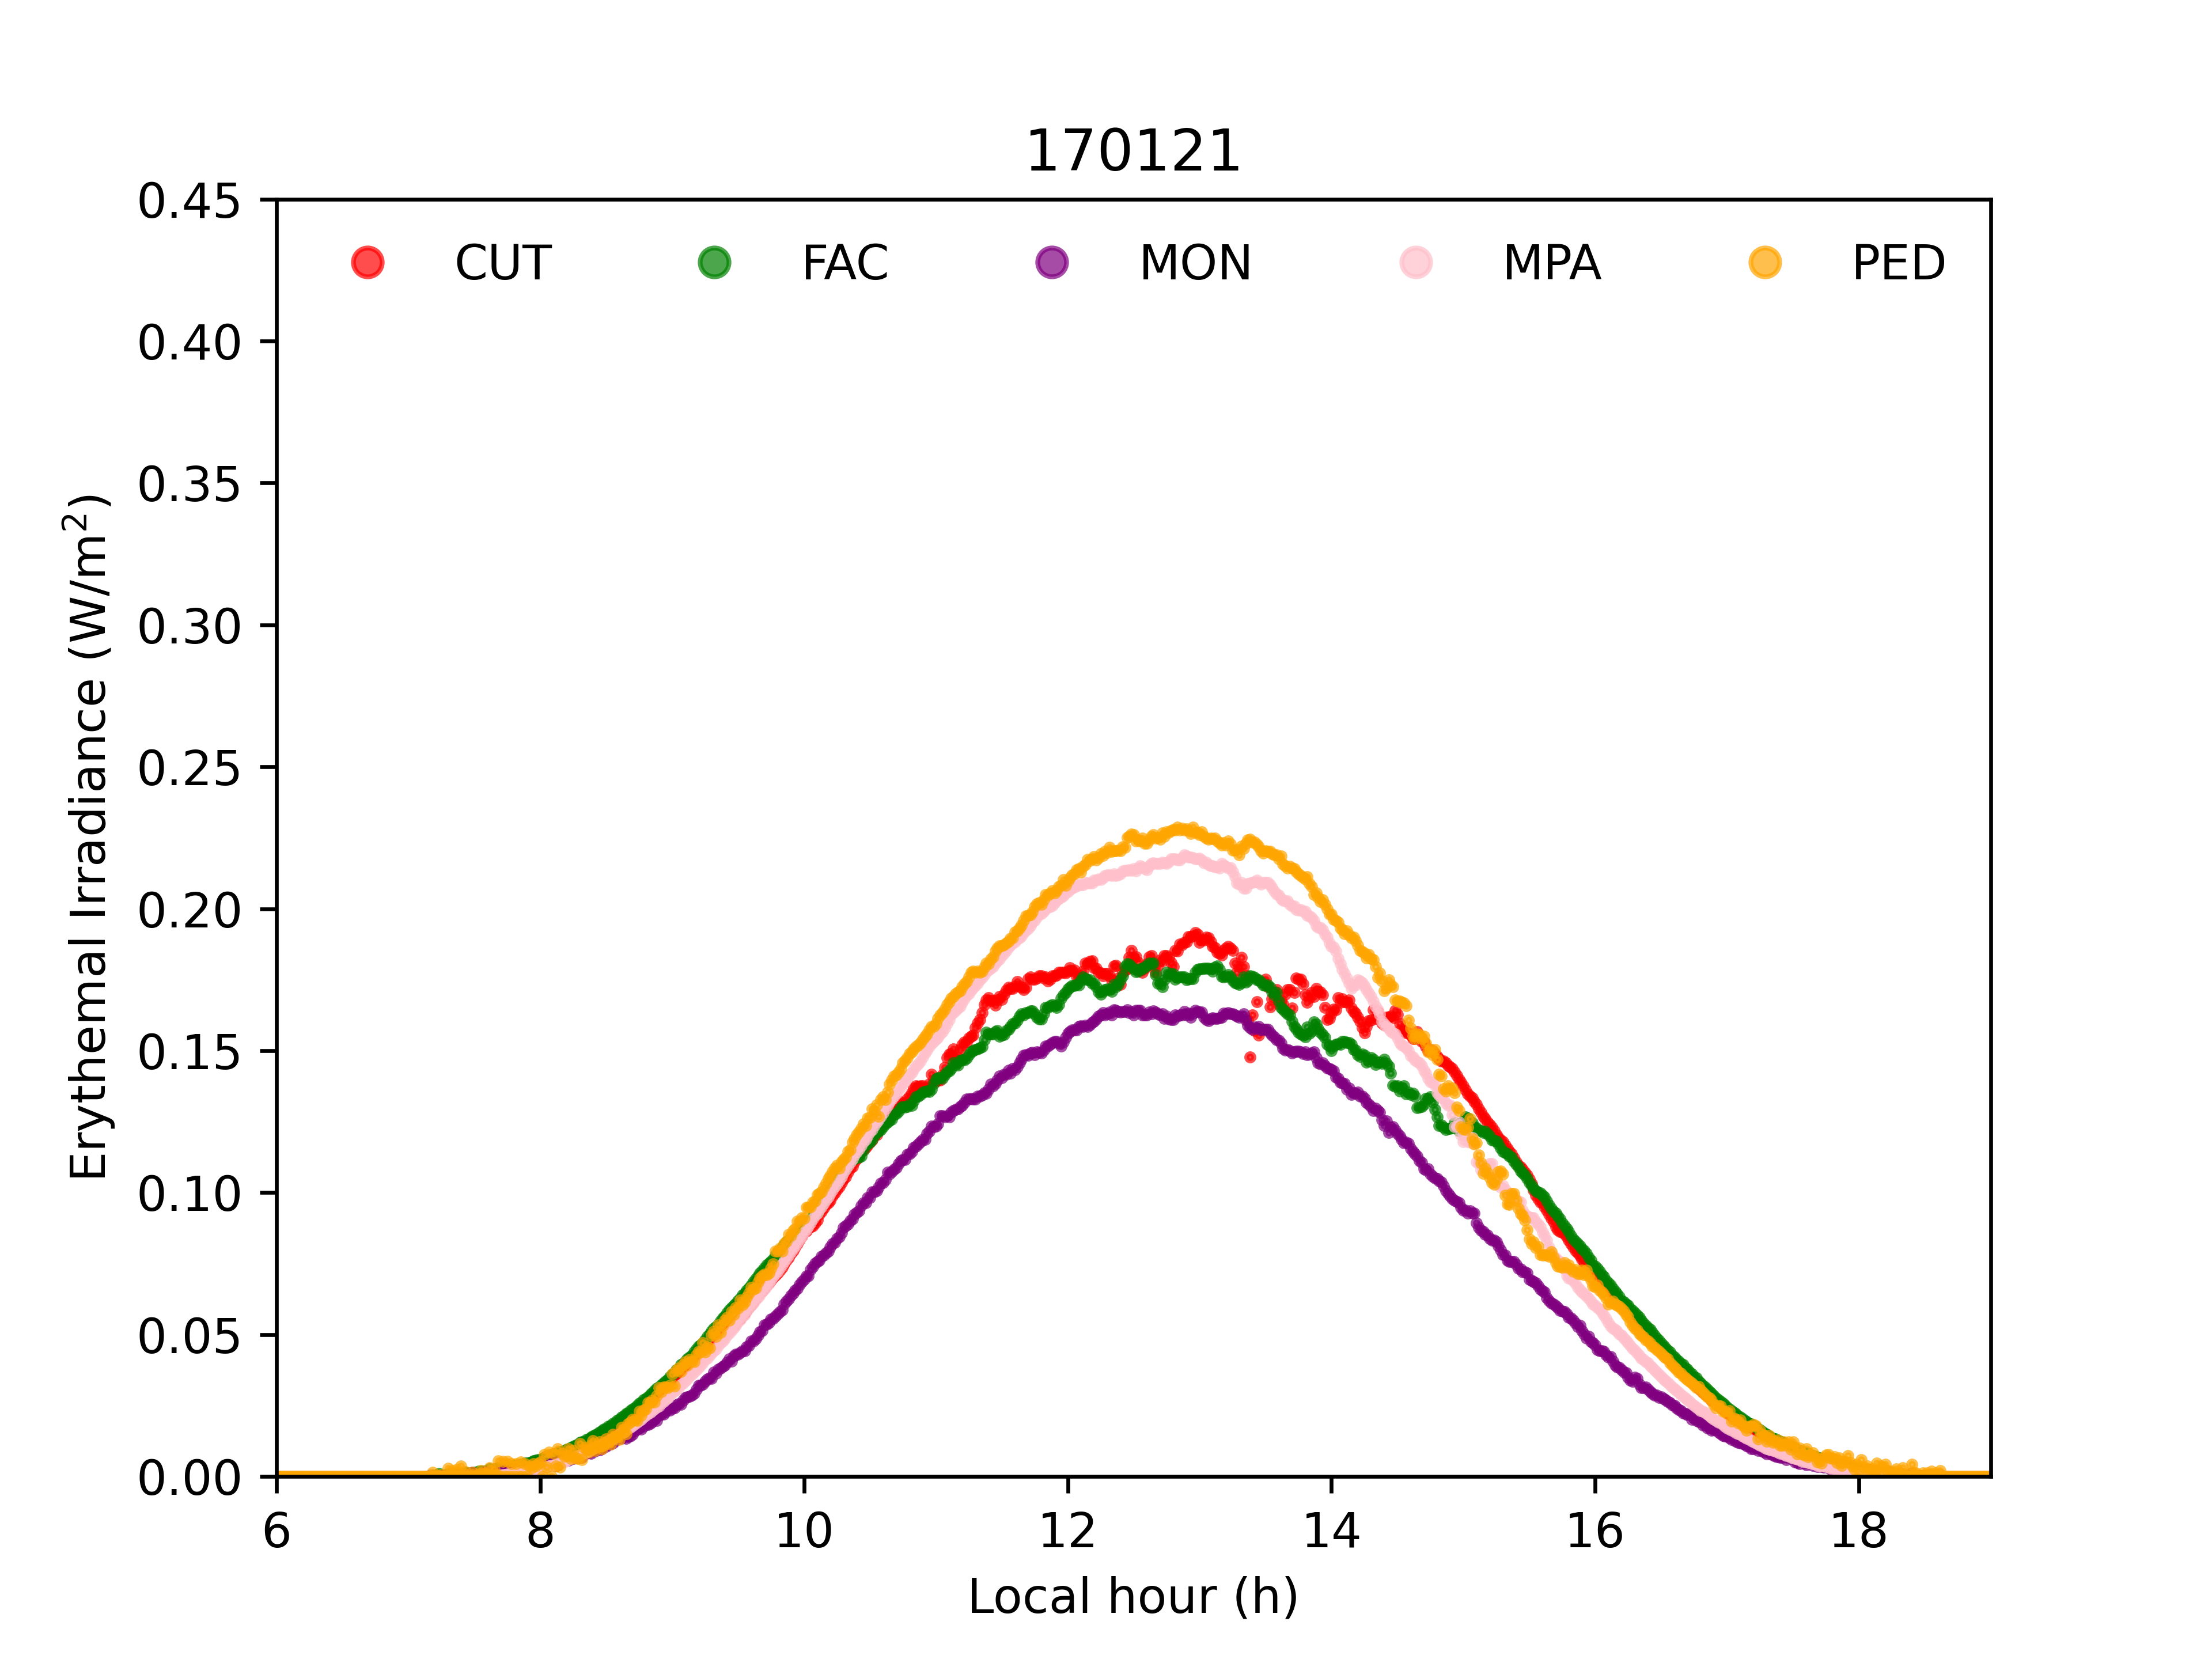 170121
0.45
CUT FAC MON MPA PED
0.40
0.35
0.30
0.25
0.20
0.15
0.10
0.05
0.00
Erythemal Irradiance (W/m²)
6 8 10 12 14 16 18
Local hour (h)